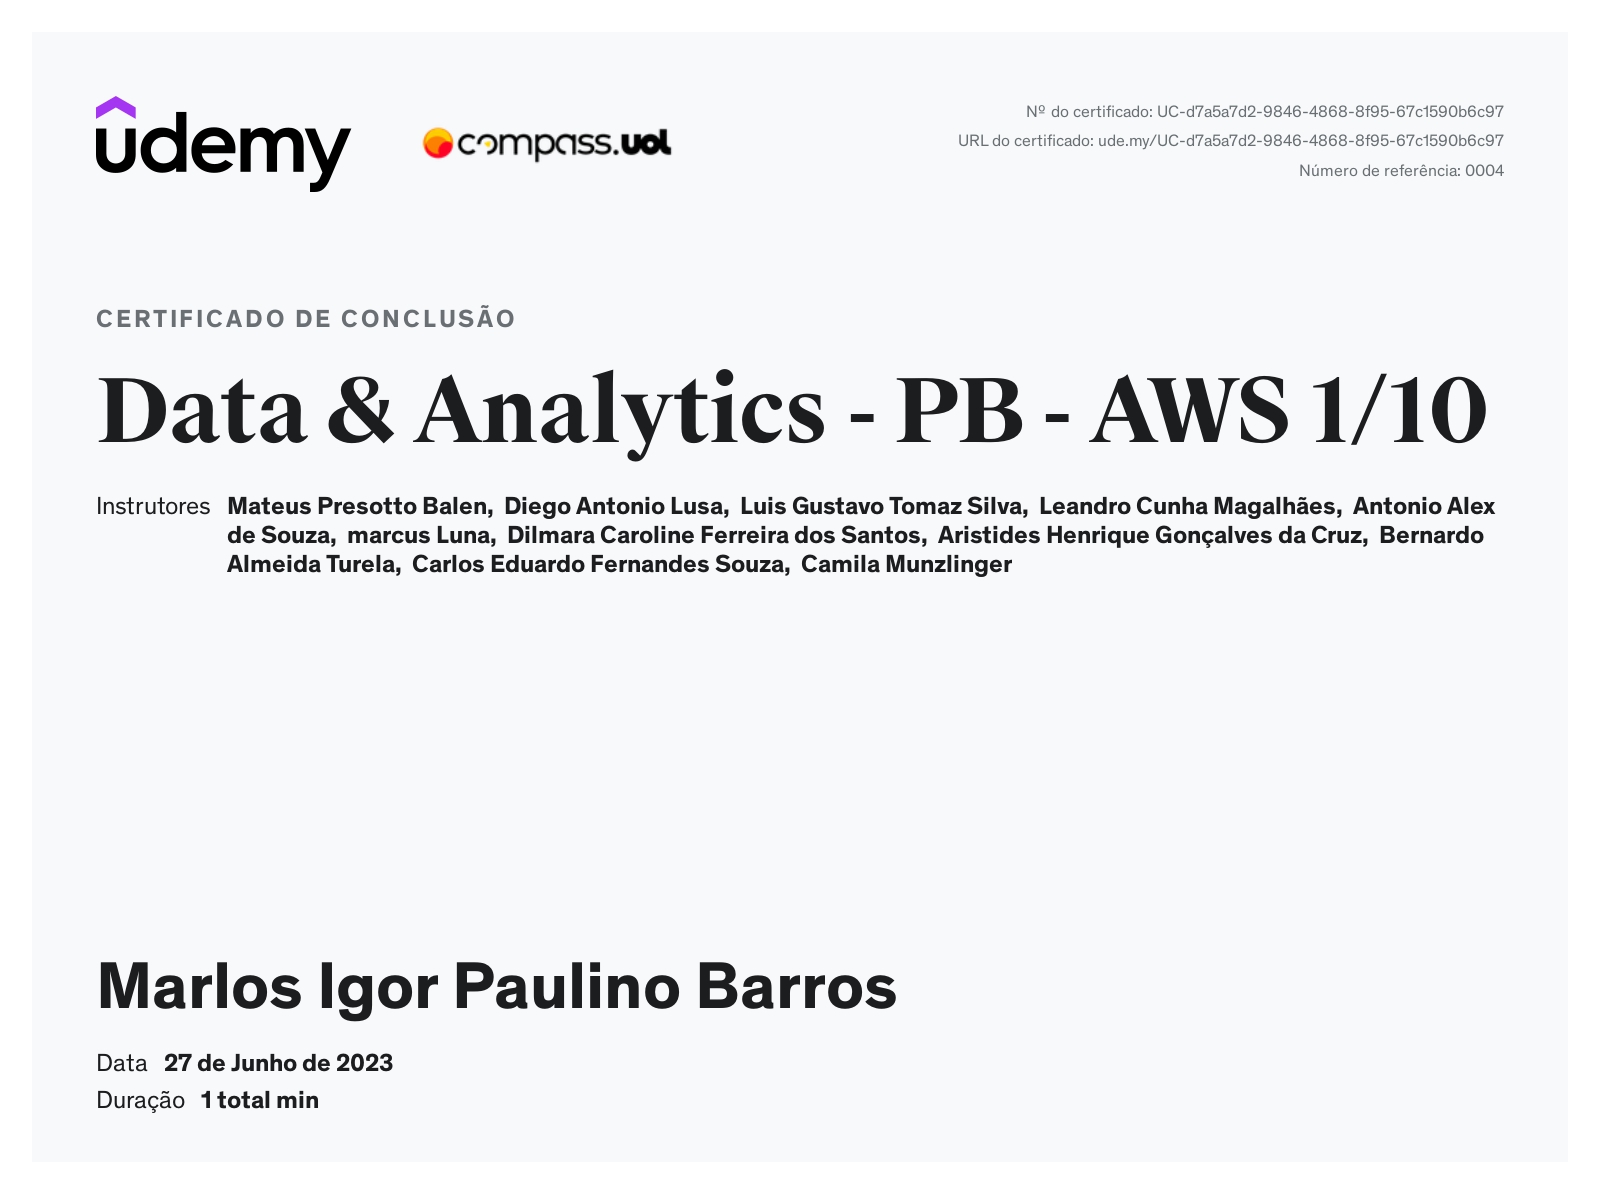 udemy
compass.uol
Nº do certificado: UC-d7a5a7d2-9846-4868-8f95-67c1590b6c97
URL do certificado: ude.my/UC-d7a5a7d2-9846-4868-8f95-67c1590b6c97
Número de referência: 0004
CERTIFICADO DE CONCLUSÃO
Data & Analytics - PB - AWS 1/10
Instrutores Mateus Presotto Balen, Diego Antonio Lusa, Luis Gustavo Tomaz Silva, Leandro Cunha Magalhães, Antonio Alex
de Souza, marcus Luna, Dilmara Caroline Ferreira dos Santos, Aristides Henrique Gonçalves da Cruz, Bernardo
Almeida Turela, Carlos Eduardo Fernandes Souza, Camila Munzlinger
Marlos Igor Paulino Barros
Data 27 de Junho de 2023
Duração 1 total min